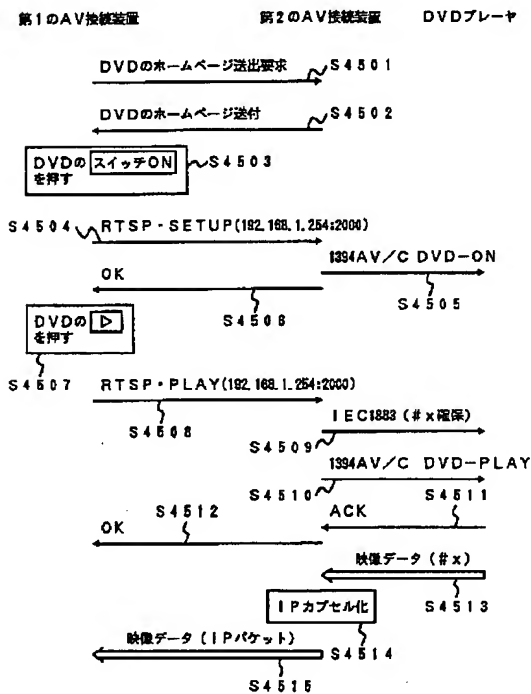 第1のAV接続装置 第2のAV接続装置 DVDプレーヤ
DVDのホームページ送出要求 S4501
DVDのホームページ送付 S4502
DVDの スイッチON
を押す
S4503
S4504 RTSP・SETUP(192.168.1.254:2000)
1394AV/C DVD-ON
OK
S4505
S4506
DVDの ▷
を押す
S4507 RTSP・PLAY(192.168.1.254:2000)
S4508
S4509 IEC1883(#x確保)
1394AV/C DVD-PLAY
S4510 S4511
S4512 ACK
OK
映像データ(#x)
IPカプセル化 S4513
映像データ(IPパケット) S4514
S4515